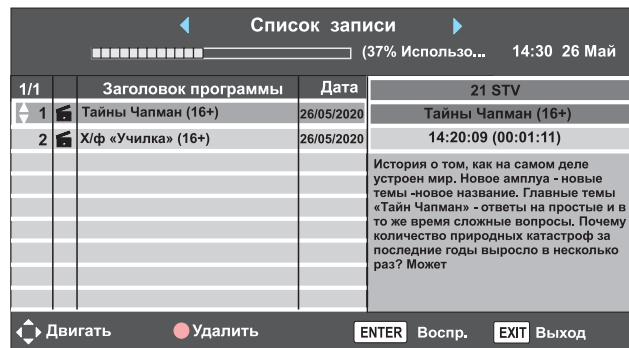 Список записи
(37% Использо... 14:30 26 Май
1/1 Заголовок программы Дата
1 Тайны Чапман (16+) 26/05/2020
2 Х/ф «Училка» (16+) 26/05/2020
21 STV
Тайны Чапман (16+)
14:20:09 (00:01:11)
История о том, как на самом деле
устроен мир. Новое амплуа - новые
темы -новое название. Главные темы
«Тайн Чапман» - ответы на простые и в
то же время сложные вопросы. Почему
количество природных катастроф за
последние годы выросло в несколько
раз? Может
Двигать Удалить ENTER Воспр. EXIT Выход